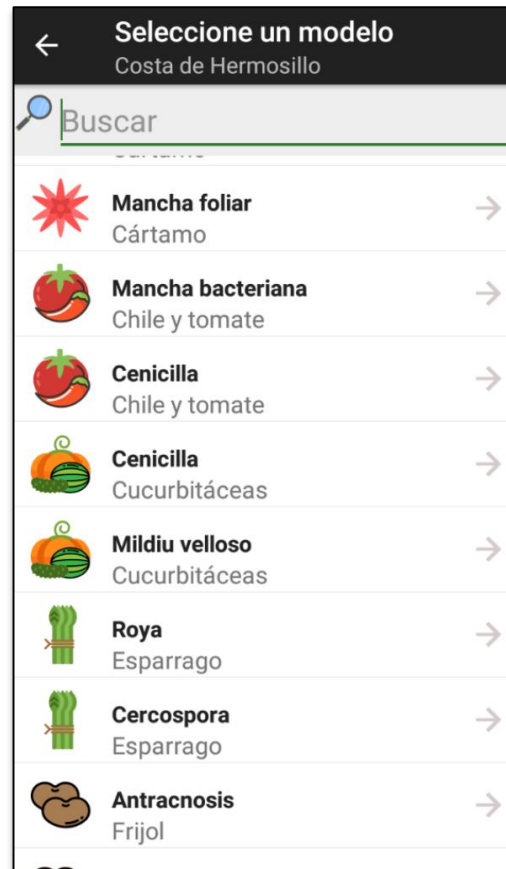 Seleccione un modelo
Costa de Hermosillo
Buscar
Mancha foliar
Cártamo
Mancha bacteriana
Chile y tomate
Cenicilla
Chile y tomate
Cenicilla
Cucurbitáceas
Mildiu velloso
Cucurbitáceas
Roya
Esparrago
Cercospora
Esparrago
Antracnosis
Frijol